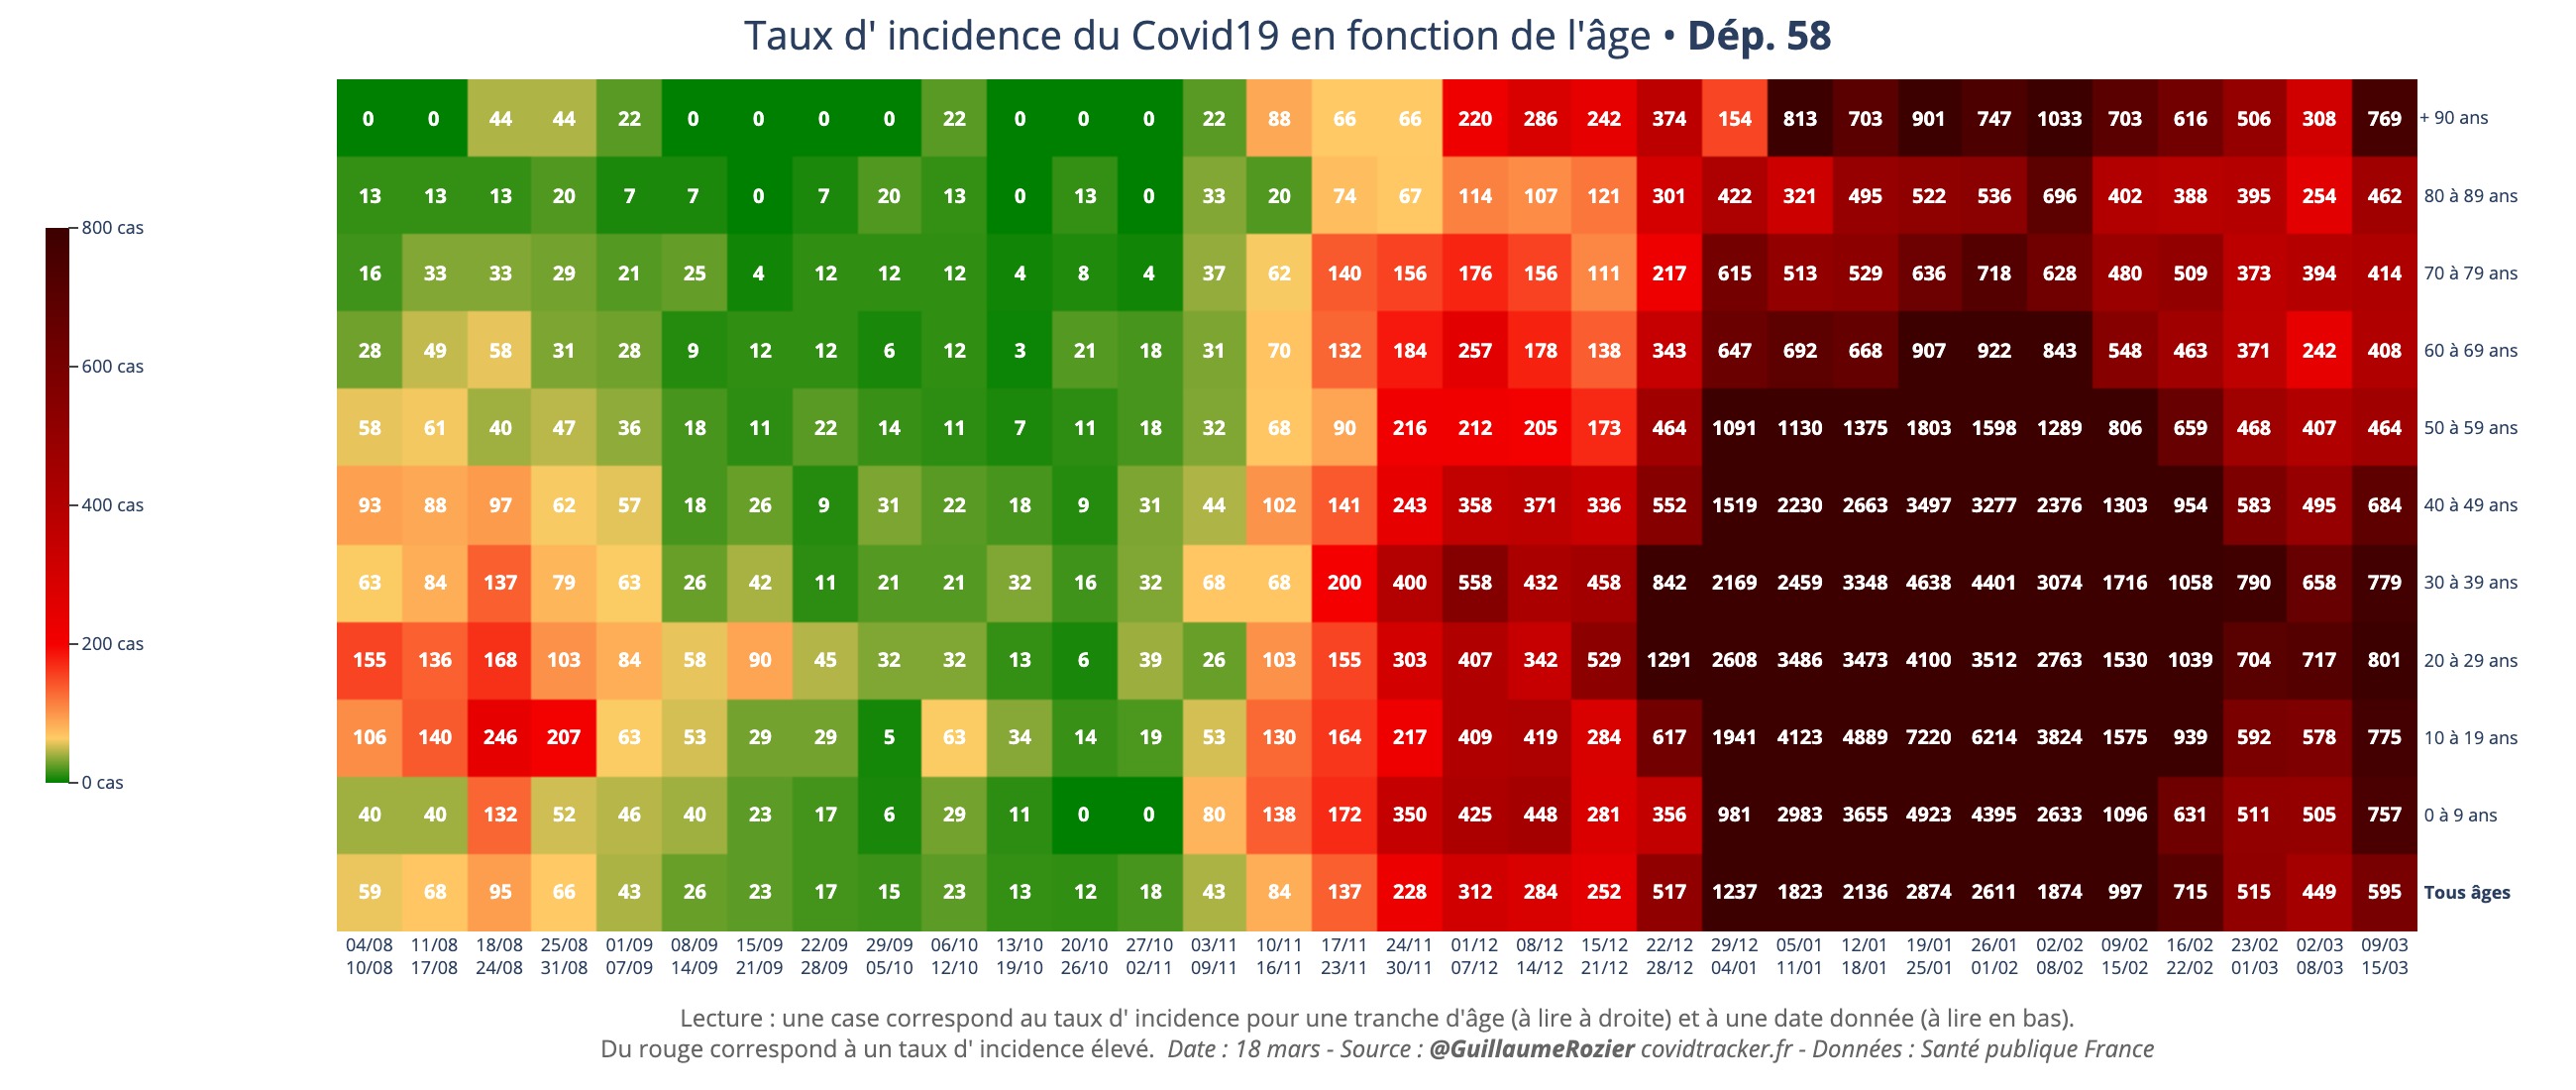 Taux d' incidence du Covid19 en fonction de l'âge • Dép. 58
0 0 44 44 22 0 0 0 0 22 0 0 0 22 88 66 66 220 286 242 374 154 813 703 901 747 1033 703 616 506 308 769 + 90 ans
13 13 13 20 7 7 0 7 20 13 0 13 0 33 20 74 67 114 107 121 301 422 321 495 522 536 696 402 388 395 254 462 80 à 89 ans
800 cas
16 33 33 29 21 25 4 12 12 12 4 8 4 37 62 140 156 176 156 111 217 615 513 529 636 718 628 480 509 373 394 414 70 à 79 ans
28 49 58 31 28 9 12 12 6 12 3 21 18 31 70 132 184 257 178 138 343 647 692 668 907 922 843 548 463 371 242 408 60 à 69 ans
600 cas
58 61 40 47 36 18 11 22 14 11 7 11 18 32 68 90 216 212 205 173 464 1091 1130 1375 1803 1598 1289 806 659 468 407 464 50 à 59 ans
400 cas
93 88 97 62 57 18 26 9 31 22 18 9 31 44 102 141 243 358 371 336 552 1519 2230 2663 3497 3277 2376 1303 954 583 495 684 40 à 49 ans
63 84 137 79 63 26 42 11 21 21 32 16 32 68 68 200 400 558 432 458 842 2169 2459 3348 4638 4401 3074 1716 1058 790 658 779 30 à 39 ans
200 cas
155 136 168 103 84 58 90 45 32 32 13 6 39 26 103 155 303 407 342 529 1291 2608 3486 3473 4100 3512 2763 1530 1039 704 717 801 20 à 29 ans
106 140 246 207 63 53 29 29 5 63 34 14 19 53 130 164 217 409 419 284 617 1941 4123 4889 7220 6214 3824 1575 939 592 578 775 10 à 19 ans
0 cas
40 40 132 52 46 40 23 17 6 29 11 0 0 80 138 172 350 425 448 281 356 981 2983 3655 4923 4395 2633 1096 631 511 505 757 0 à 9 ans
59 68 95 66 43 26 23 17 15 23 13 12 18 43 84 137 228 312 284 252 517 1237 1823 2136 2874 2611 1874 997 715 515 449 595 Tous âges
04/08 11/08 18/08 25/08 01/09 08/09 15/09 22/09 29/09 06/10 13/10 20/10 27/10 03/11 10/11 17/11 24/11 01/12 08/12 15/12 22/12 29/12 05/01 12/01 19/01 26/01 02/02 09/02 16/02 23/02 02/03 09/03
10/08 17/08 24/08 31/08 07/09 14/09 21/09 28/09 05/10 12/10 19/10 26/10 02/11 09/11 16/11 23/11 30/11 07/12 14/12 21/12 28/12 04/01 11/01 18/01 25/01 01/02 08/02 15/02 22/02 01/03 08/03 15/03
Lecture : une case correspond au taux d' incidence pour une tranche d'âge (à lire à droite) et à une date donnée (à lire en bas).
Du rouge correspond à un taux d' incidence élevé. Date : 18 mars - Source : @GuillaumeRozier covidtracker.fr - Données : Santé publique France